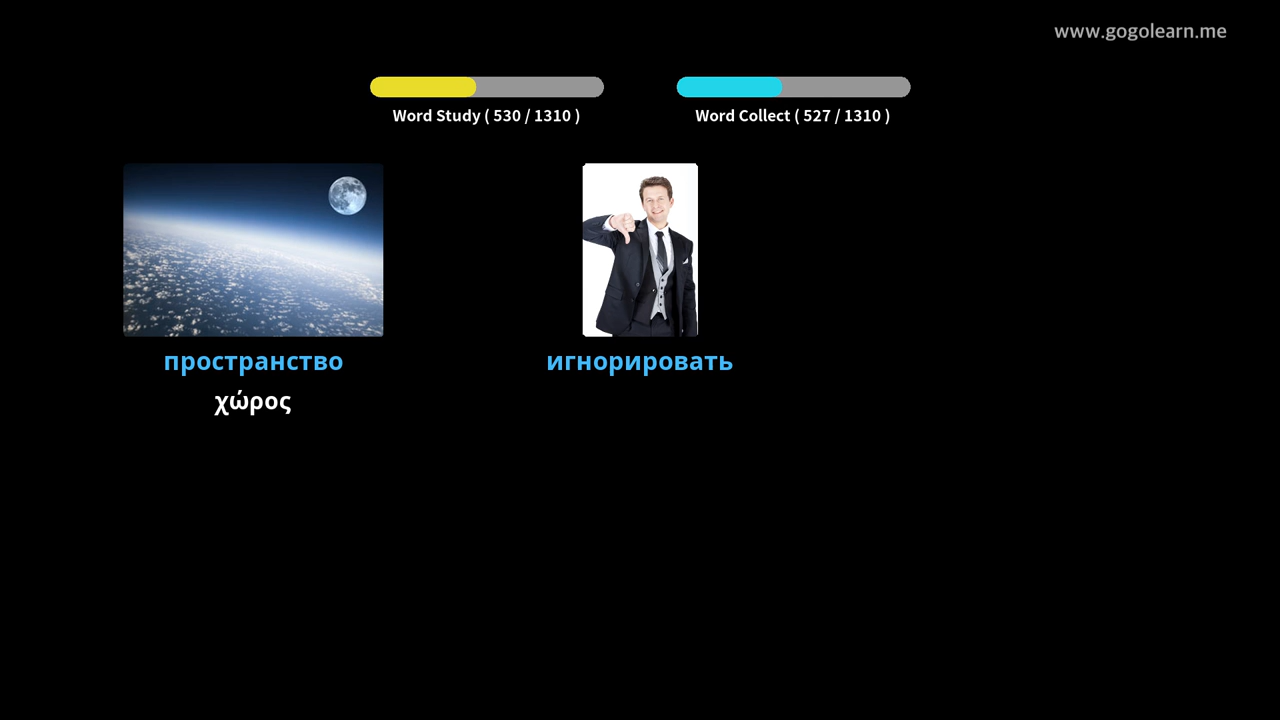 www.gogolearn.me
Word Study ( 530 / 1310 )
Word Collect ( 527 / 1310 )
пространство
χώρος
игнорировать